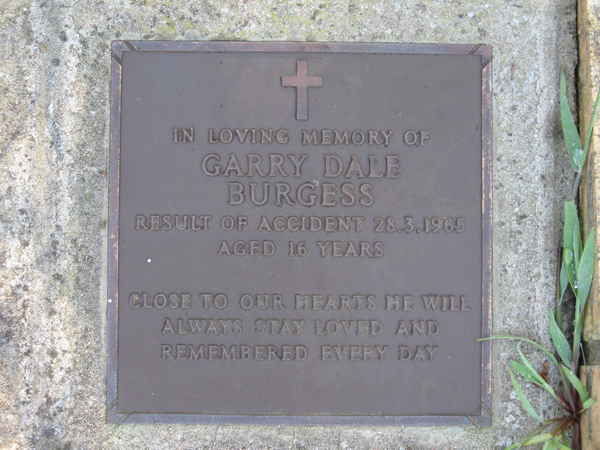 IN LOVING MEMORY OF
GARRY DALE
BURGESS
RESULT OF ACCIDENT 28.3.1965
AGED 16 YEARS
CLOSE TO OUR HEARTS HE WILL
ALWAYS STAY LOVED AND
REMEMBERED EVERY DAY